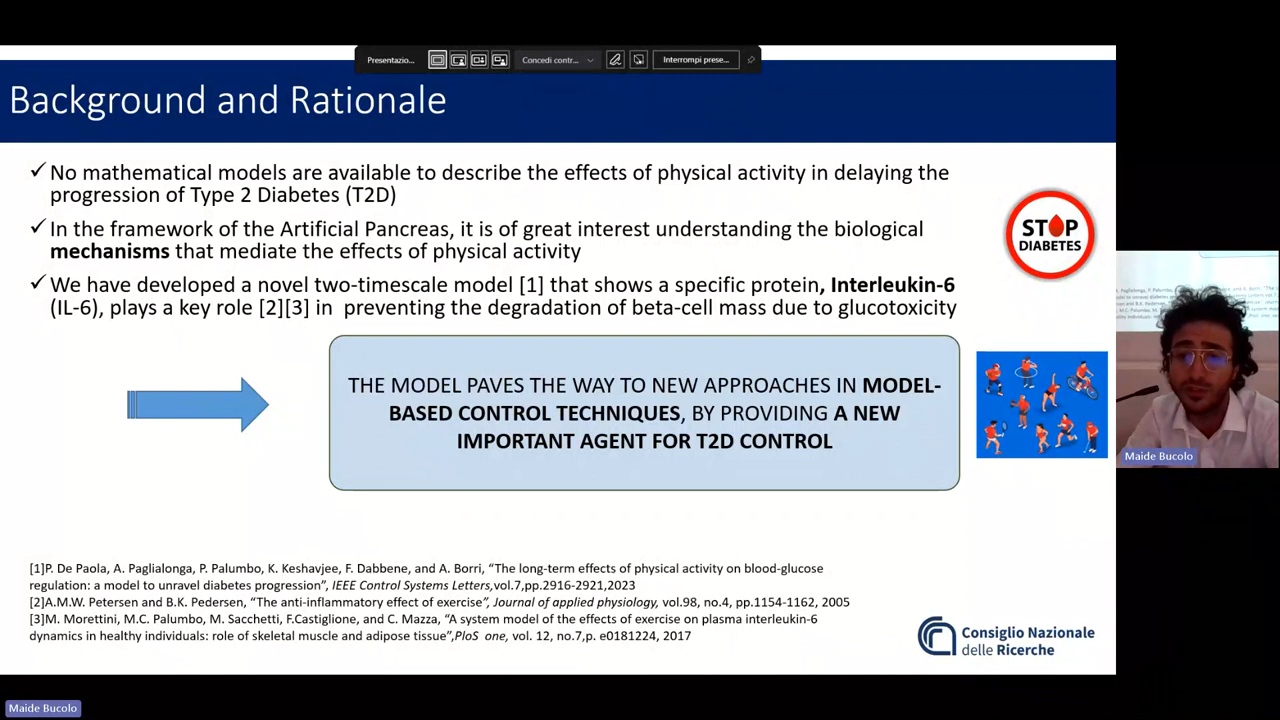 Presentazio...
Concedi contr...
Interrompi prese...
Background and Rationale
✓No mathematical models are available to describe the effects of physical activity in delaying the
progression of Type 2 Diabetes (T2D)
✓In the framework of the Artificial Pancreas, it is of great interest understanding the biological
mechanisms that mediate the effects of physical activity
✓We have developed a novel two-timescale model [1] that shows a specific protein, Interleukin-6
(IL-6), plays a key role [2][3] in preventing the degradation of beta-cell mass due to glucotoxicity
STOP
DIABETES
THE MODEL PAVES THE WAY TO NEW APPROACHES IN MODEL-
BASED CONTROL TECHNIQUES, BY PROVIDING A NEW
IMPORTANT AGENT FOR T2D CONTROL
Maide Bucolo
[1]P. De Paola, A. Paglialonga, P. Palumbo, K. Keshavjee, F. Dabbene, and A. Borri, “The long-term effects of physical activity on blood-glucose
regulation: a model to unravel diabetes progression”, IEEE Control Systems Letters,vol.7,pp.2916-2921,2023
[2]A.M.W. Petersen and B.K. Pedersen, “The anti-inflammatory effect of exercise”, Journal of applied physiology, vol.98, no.4, pp.1154-1162, 2005
[3]M. Morettini, M.C. Palumbo, M. Sacchetti, F.Castiglione, and C. Mazza, “A system model of the effects of exercise on plasma interleukin-6
dynamics in healthy individuals: role of skeletal muscle and adipose tissue”,PloS one, vol. 12, no.7,p. e0181224, 2017
Consiglio Nazionale
delle Ricerche
Maide Bucolo